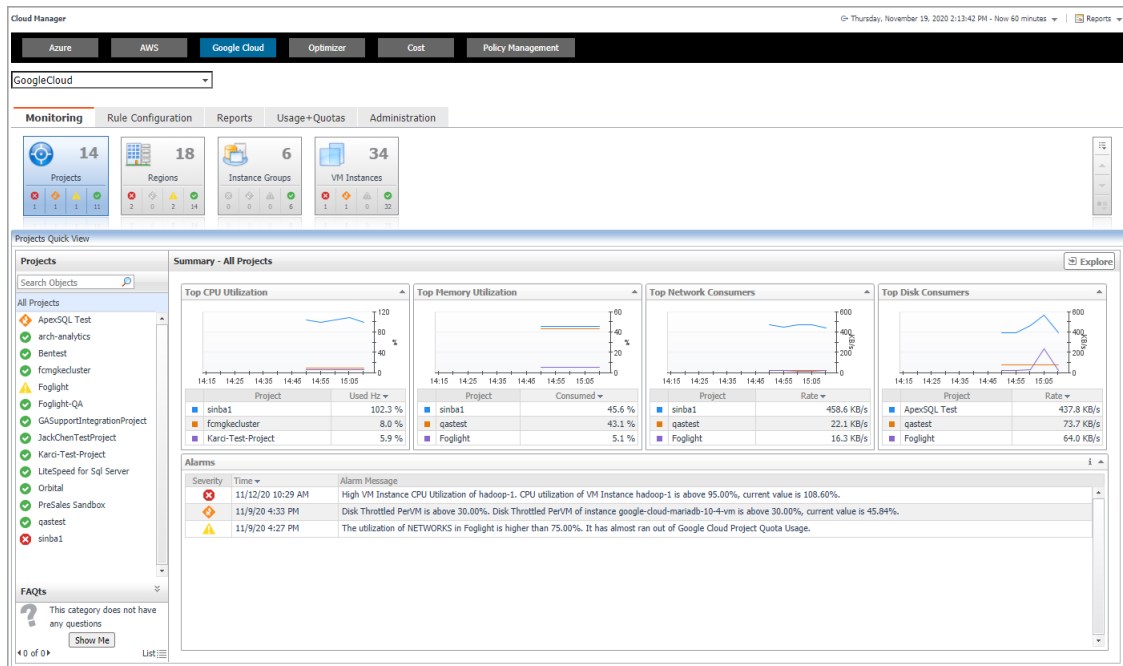 Cloud Manager
Thursday, November 19, 2020 2:13:42 PM - Now 60 minutes
Reports
Azure AWS Google Cloud Optimizer Cost Policy Management
GoogleCloud
Monitoring Rule Configuration Reports Usage+Quotas Administration
14 18 6 34
Projects Regions Instance Groups VM Instances
1 1 1 11 2 0 2 14 0 0 0 6 1 1 0 32
Projects Quick View
Projects
Search Objects
All Projects
ApexSQL Test
arch-analytics
Bentest
fcmgkecluster
Foglight
Foglight-QA
GASupportIntegrationProject
JackChenTestProject
Karci-Test-Project
LiteSpeed for Sql Server
Orbital
PreSales Sandbox
qastest
sinba1
FAQts
This category does not have
any questions
Show Me
0 of 0 List
Summary - All Projects Explore
Top CPU Utilization
120
80
40
0
%
14:15 14:25 14:35 14:45 14:55 15:05
Project Used Hz
sinba1 102.3 %
fcmgkecluster 8.0 %
Karci-Test-Project 5.9 %
Top Memory Utilization
60
40
20
0
%
14:15 14:25 14:35 14:45 14:55 15:05
Project Consumed
sinba1 45.6 %
qastest 43.1 %
Foglight 5.1 %
Top Network Consumers
600
400
200
0
KB/s
14:15 14:25 14:35 14:45 14:55 15:05
Project Rate
sinba1 458.6 KB/s
qastest 22.1 KB/s
Foglight 16.3 KB/s
Top Disk Consumers
600
400
200
0
KB/s
14:15 14:25 14:35 14:45 14:55 15:05
Project Rate
ApexSQL Test 437.8 KB/s
qastest 73.7 KB/s
Foglight 64.0 KB/s
Alarms
Severity Time Alarm Message
11/12/20 10:29 AM High VM Instance CPU Utilization of hadoop-1. CPU utilization of VM Instance hadoop-1 is above 95.00%, current value is 108.60%.
11/9/20 4:33 PM Disk Throttled PerVM is above 30.00%. Disk Throttled PerVM of instance google-cloud-mariadb-10-4-vm is above 30.00%, current value is 45.84%.
11/9/20 4:27 PM The utilization of NETWORKS in Foglight is higher than 75.00%. It has almost ran out of Google Cloud Project Quota Usage.